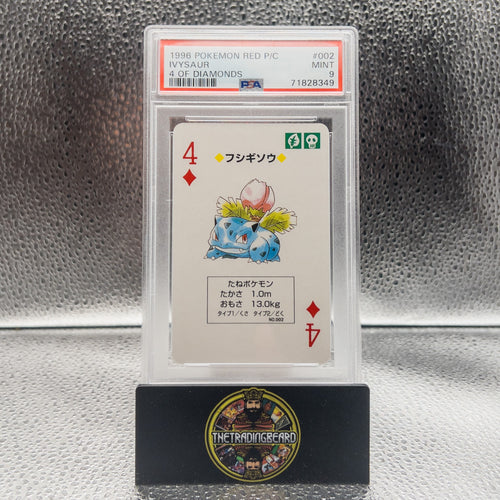 1996 POKEMON RED P/C #002
IVYSAUR MINT
4 OF DIAMONDS 9
PSA 71828349
4
◆フシギソウ◆
たねポケモン
たかさ 1.0m
おもさ 13.0kg
タイプ1/くさ タイプ2/どく
NO.002
4
THETRADINGBEARD